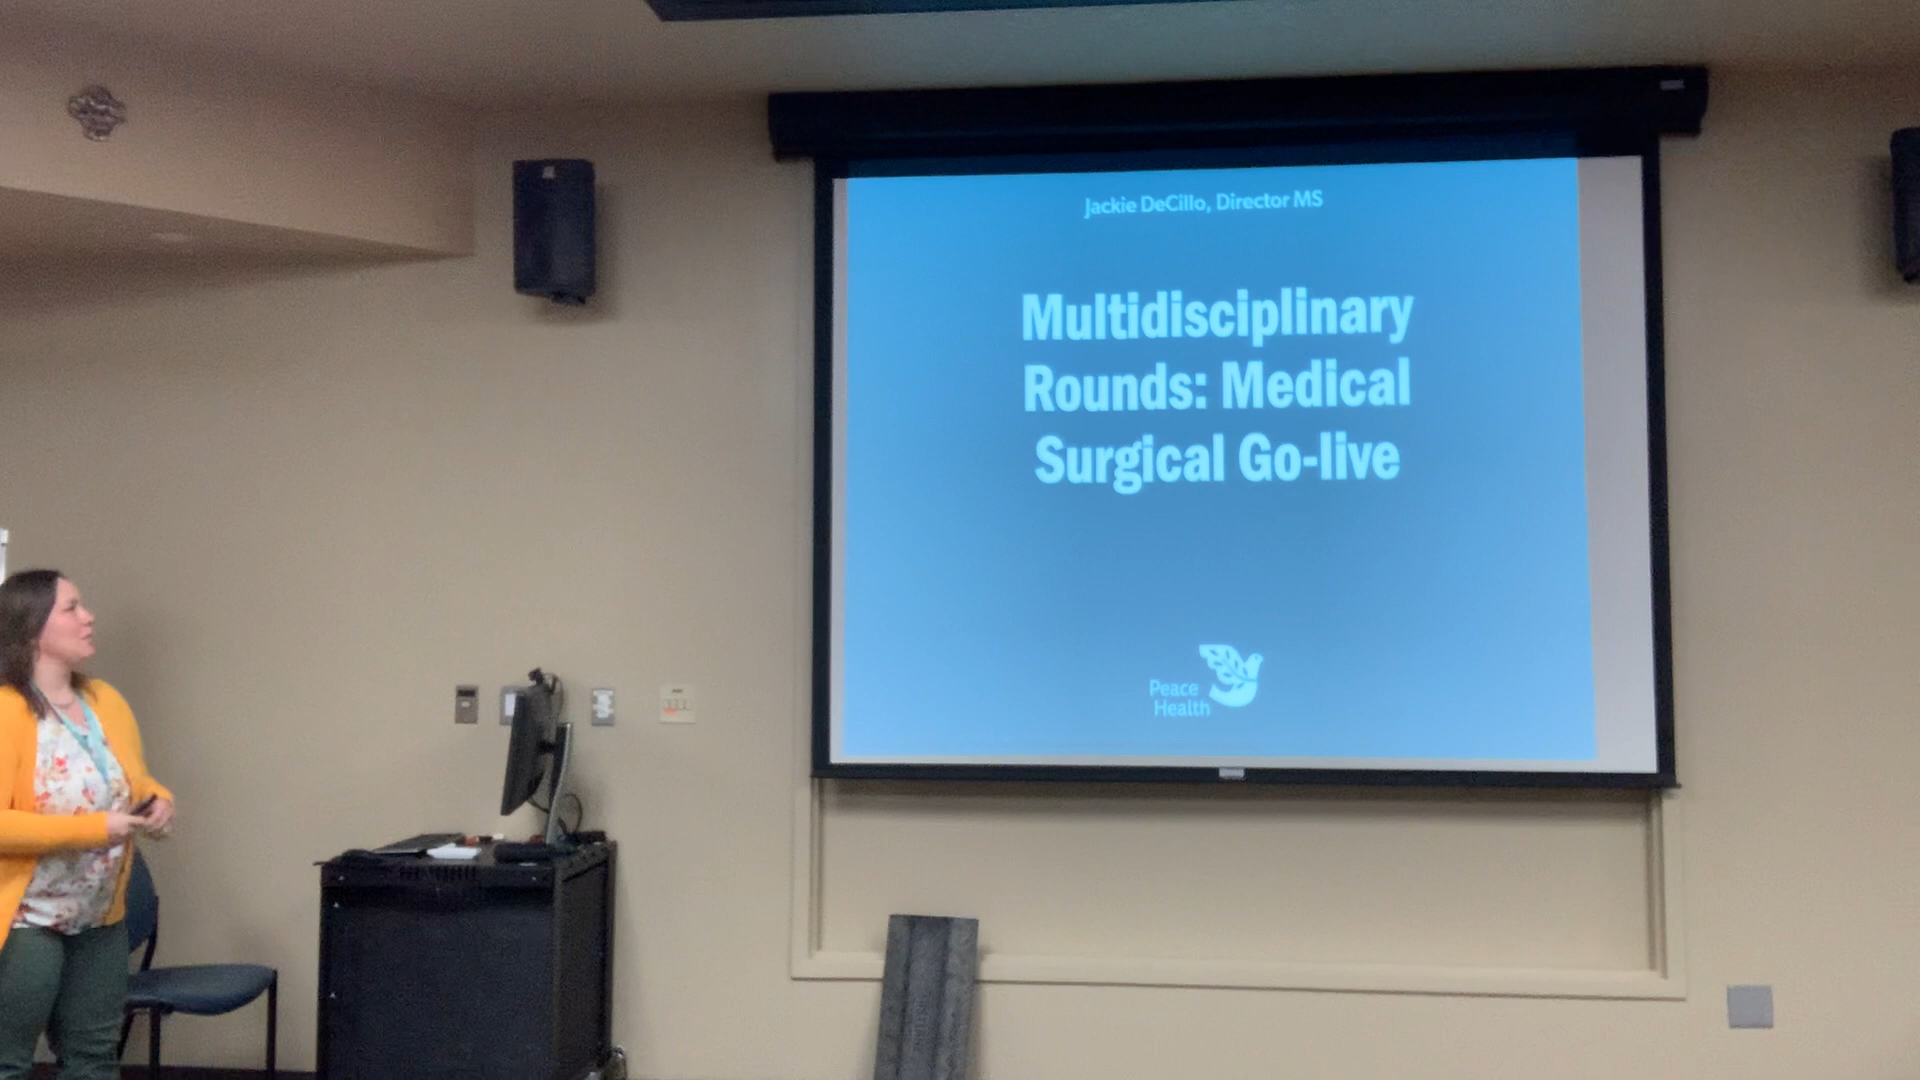 Jackie DeCillo, Director MS
Multidisciplinary
Rounds: Medical
Surgical Go-live
Peace
Health